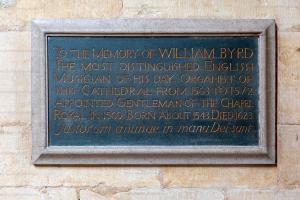 TO THE MEMORY OF WILLIAM BYRD
THE MOST DISTINGUISHED ENGLISH
MUSICIAN OF HIS DAY. ORGANIST OF
THIS CATHEDRAL FROM 1563 TO 1572
APPOINTED GENTLEMAN OF THE CHAPEL
ROYAL IN 1569. BORN ABOUT 1543. DIED 1623.
Justorum animae in manu Dei sunt